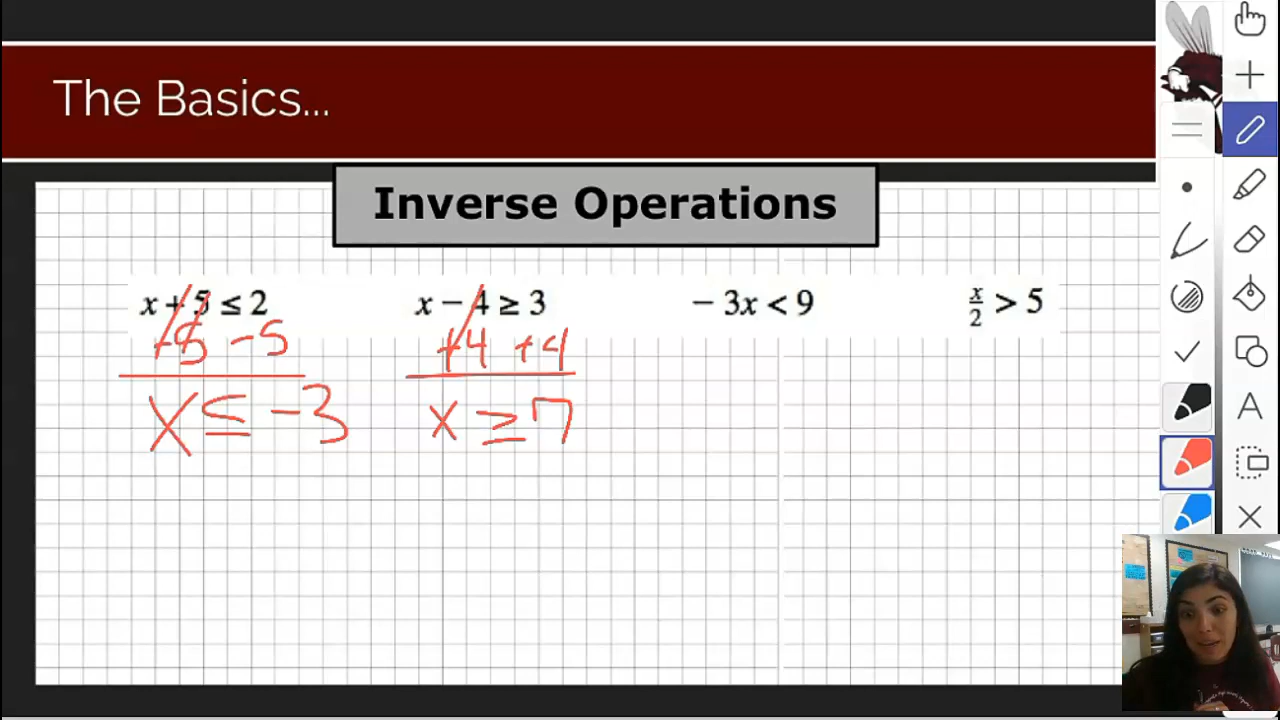 The Basics...
Inverse Operations
x + 5 ≤ 2
x − 4 ≥ 3
− 3x < 9
x/2 > 5
-5 -5
+4 +4
x ≤ -3
x ≥ 7
A